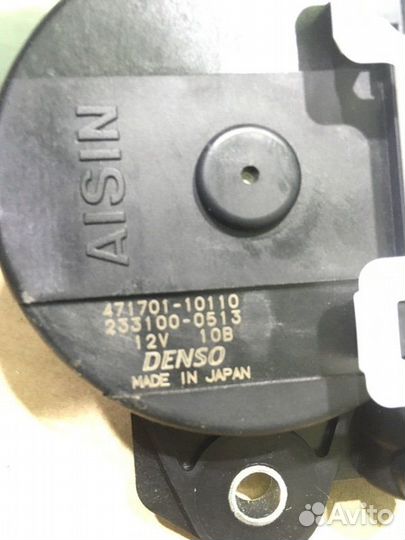 AISIN
471701-10110
233100-0513
12V 10B
DENSO
MADE IN JAPAN
Avito